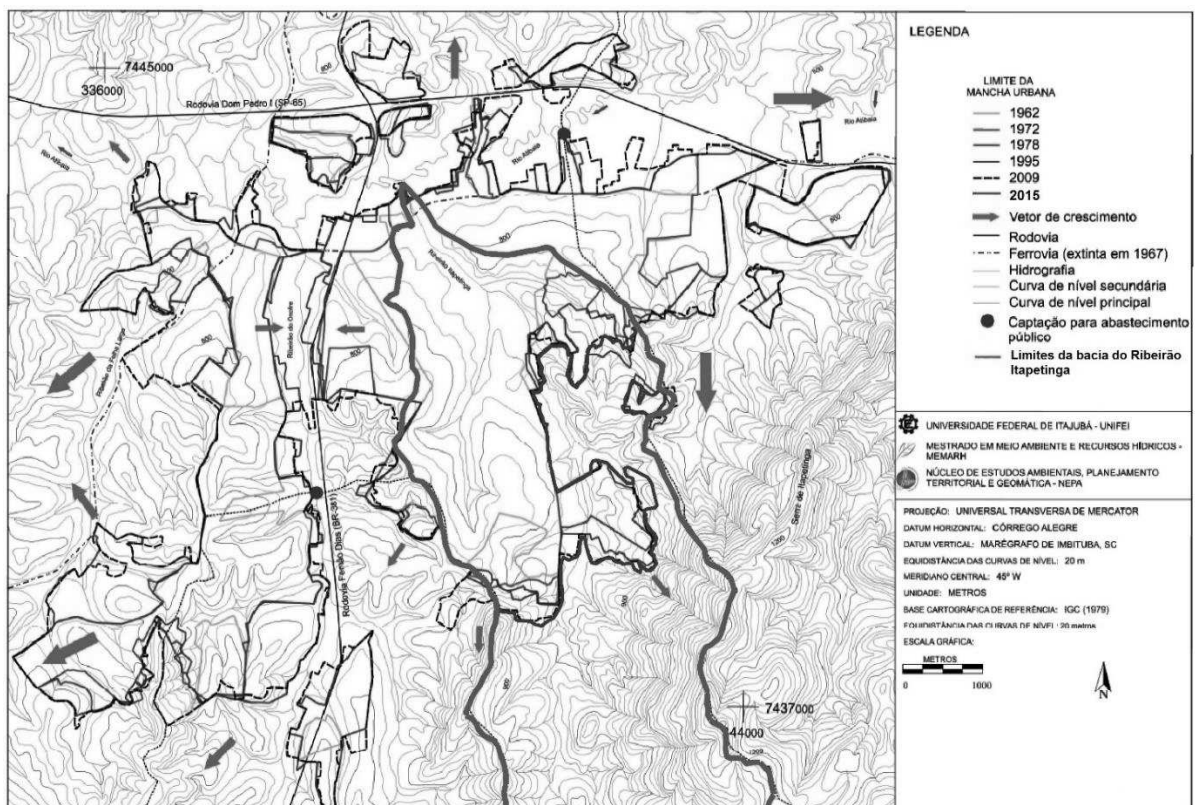 7445000
336000
Rodovia Dom Pedro I (SP-65)
800
800
600
Rio Atibaia
Rio Atibaia
Rio Atibaia
800
800
Ribeirão Itapetinga
Ribeirão do Onofre
800
800
Rodovia Fernão Dias (BR-381)
Serra de Itapetinga
1200
900
900
900
7437000
44000
1200
LEGENDA
LIMITE DA
MANCHA URBANA
1962
1972
1978
1995
2009
2015
Vetor de crescimento
Rodovia
Ferrovia (extinta em 1967)
Hidrografia
Curva de nível secundária
Curva de nível principal
Captação para abastecimento
público
Limites da bacia do Ribeirão
Itapetinga
UNIVERSIDADE FEDERAL DE ITAJUBÁ - UNIFEI
MESTRADO EM MEIO AMBIENTE E RECURSOS HÍDRICOS -
MEMARH
NÚCLEO DE ESTUDOS AMBIENTAIS, PLANEJAMENTO
TERRITORIAL E GEOMÁTICA - NEPA
PROJEÇÃO: UNIVERSAL TRANSVERSA DE MERCATOR
DATUM HORIZONTAL: CÓRREGO ALEGRE
DATUM VERTICAL: MARÉGRAFO DE IMBITUBA, SC
EQUIDISTÂNCIA DAS CURVAS DE NÍVEL: 20 m
MERIDIANO CENTRAL: 45º W
UNIDADE: METROS
BASE CARTOGRÁFICA DE REFERÊNCIA: IGC (1979)
EQUIDISTÂNCIA DAS CURVAS DE NÍVEL: 20 metros
ESCALA GRÁFICA:
METROS
0 1000
N